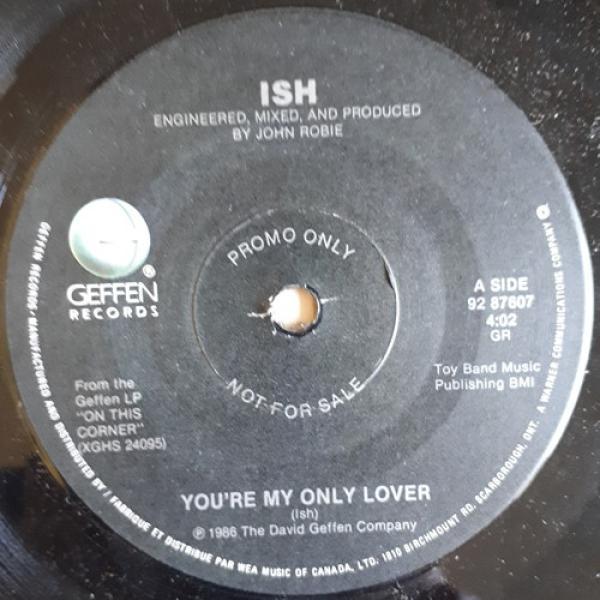 ISH
ENGINEERED, MIXED, AND PRODUCED
BY JOHN ROBIE
PROMO ONLY
GEFFEN ®
RECORDS
A SIDE
92 87607
4:02
GR
Toy Band Music
Publishing BMI
From the
Geffen LP
"ON THIS
CORNER"
(XGHS 24095)
NOT FOR SALE
YOU'RE MY ONLY LOVER
(Ish)
℗ 1986 The David Geffen Company
GEFFEN RECORDS · MANUFACTURED AND DISTRIBUTED BY / FABRIQUE ET DISTRIBUE PAR WEA MUSIC OF CANADA, LTD. 1810 BIRCHMOUNT RD. SCARBOROUGH, ONT. A WARNER COMMUNICATIONS COMPANY